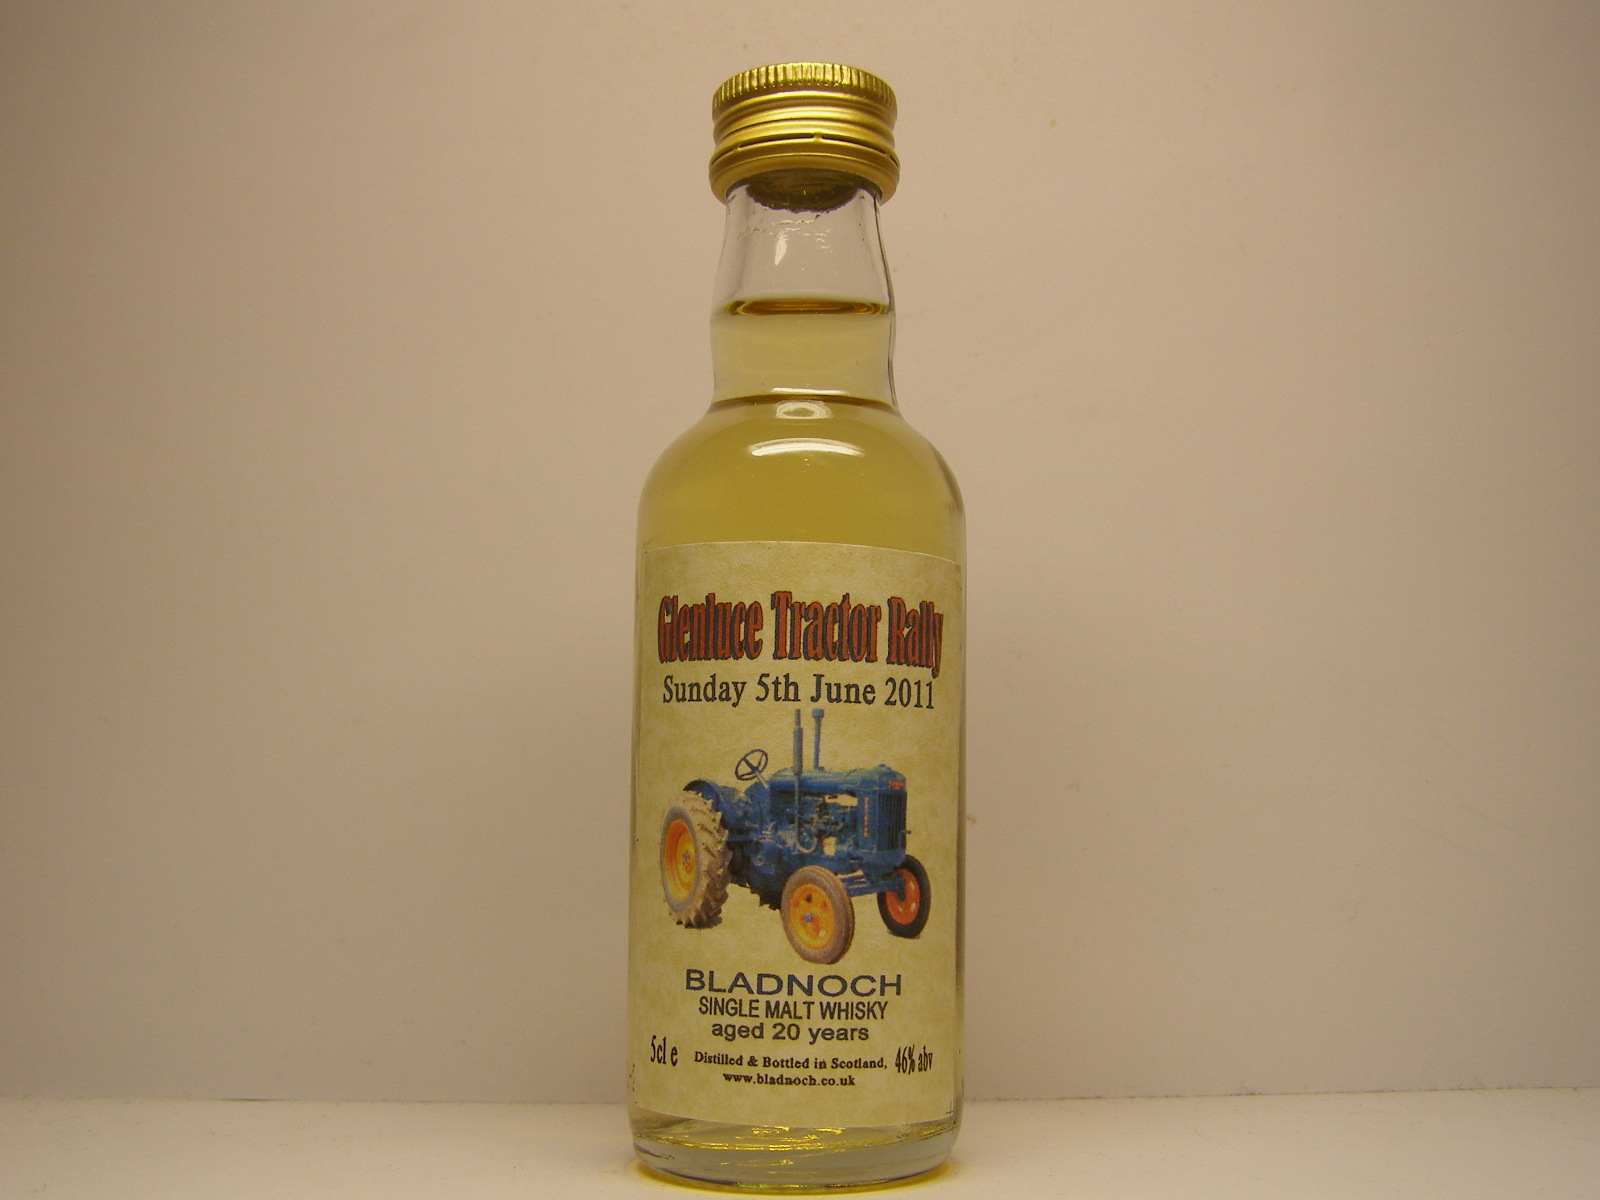 Glenluce Tractor Rally
Sunday 5th June 2011
BLADNOCH
SINGLE MALT WHISKY
aged 20 years
5cl e Distilled & Bottled in Scotland, 46% abv
www.bladnoch.co.uk